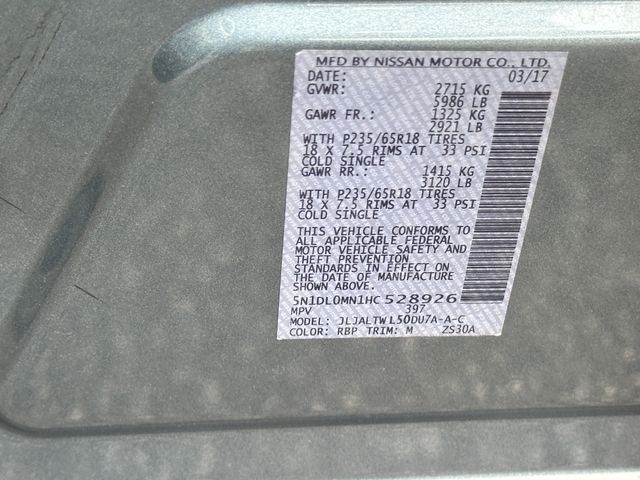 MFD BY NISSAN MOTOR CO., LTD.
DATE: 03/17
GVWR: 2715 KG
5986 LB
GAWR FR.: 1325 KG
2921 LB
WITH P235/65R18 TIRES
18 X 7.5 RIMS AT 33 PSI
COLD SINGLE
GAWR RR.: 1415 KG
3120 LB
WITH P235/65R18 TIRES
18 X 7.5 RIMS AT 33 PSI
COLD SINGLE
THIS VEHICLE CONFORMS TO
ALL APPLICABLE FEDERAL
MOTOR VEHICLE SAFETY AND
THEFT PREVENTION
STANDARDS IN EFFECT ON
THE DATE OF MANUFACTURE
SHOWN ABOVE.
5N1DL0MN1HC 528926
MPV 397
MODEL: JLJALTWL50DU7A-A-C
COLOR: RBP TRIM: M ZS30A